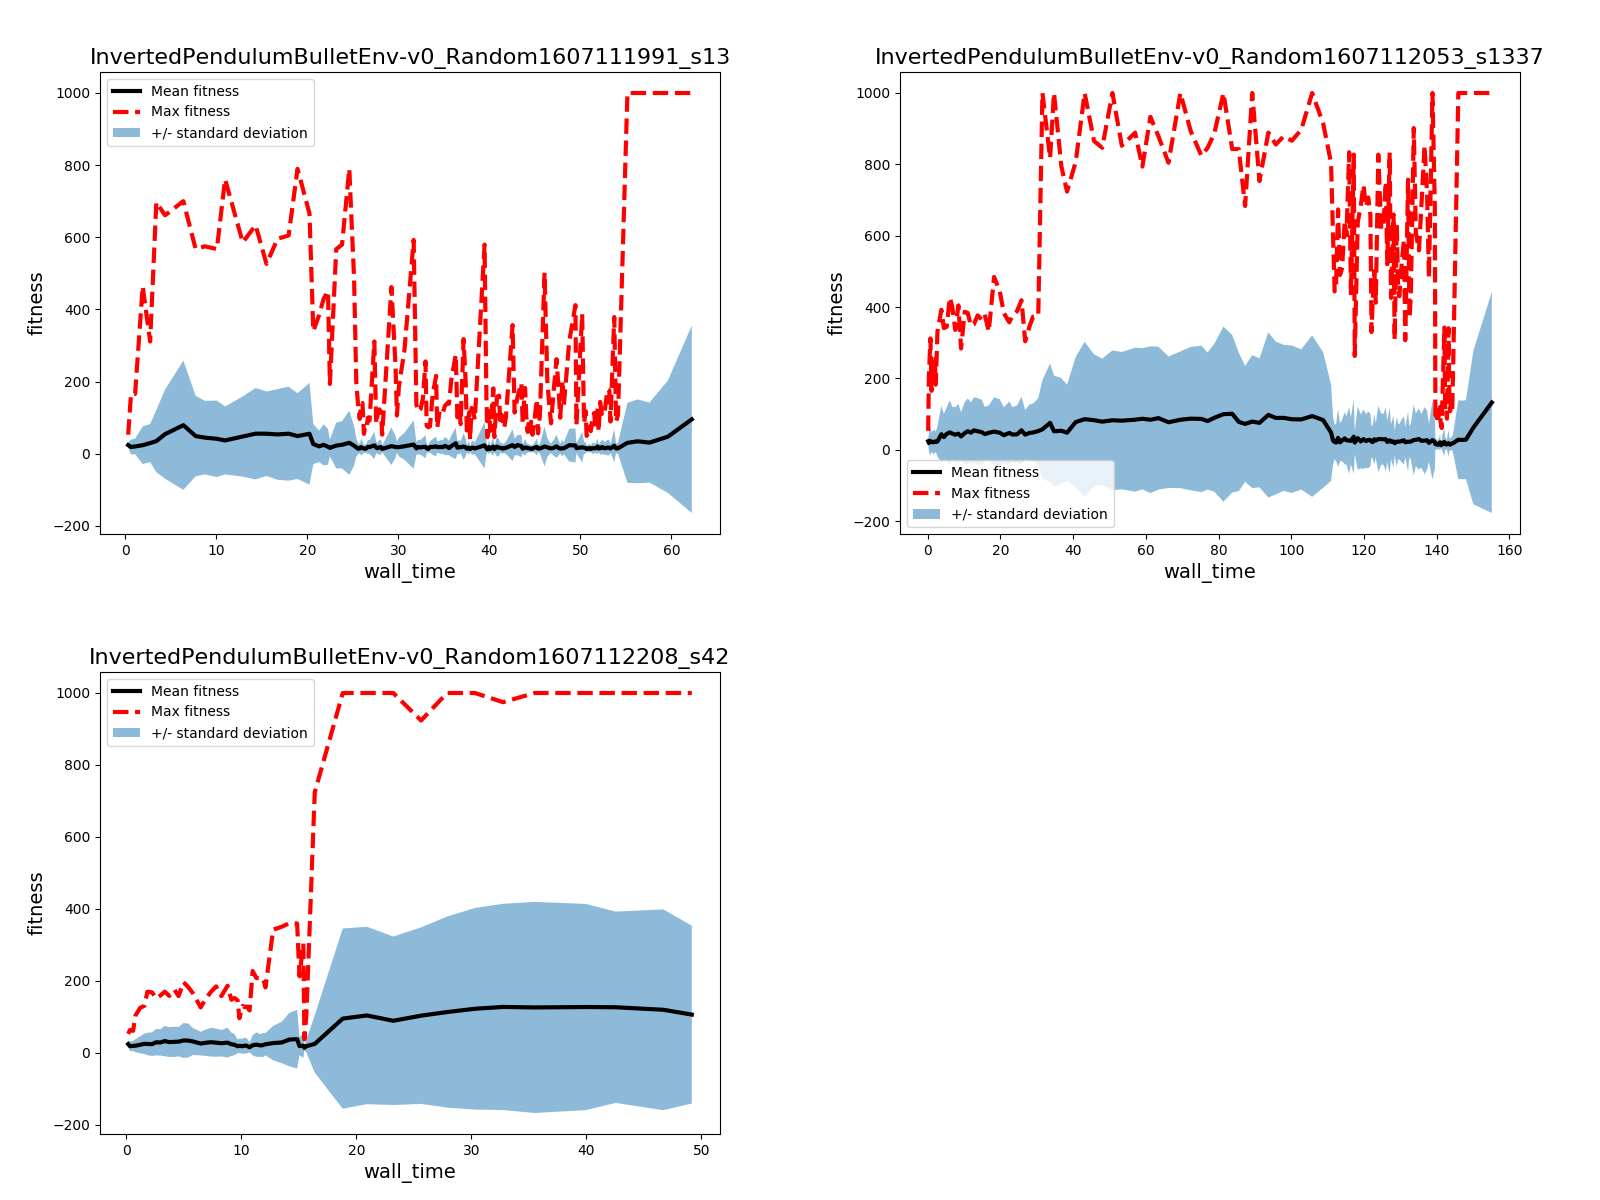 InvertedPendulumBulletEnv-v0_Random1607111991_s13
Mean fitness
Max fitness
+/- standard deviation
1000
800
600
400
200
0
−200
fitness
0 10 20 30 40 50 60
wall_time
InvertedPendulumBulletEnv-v0_Random1607112053_s1337
1000
800
600
400
200
0
−200
fitness
Mean fitness
Max fitness
+/- standard deviation
0 20 40 60 80 100 120 140 160
wall_time
InvertedPendulumBulletEnv-v0_Random1607112208_s42
Mean fitness
Max fitness
+/- standard deviation
1000
800
600
400
200
0
−200
fitness
0 10 20 30 40 50
wall_time